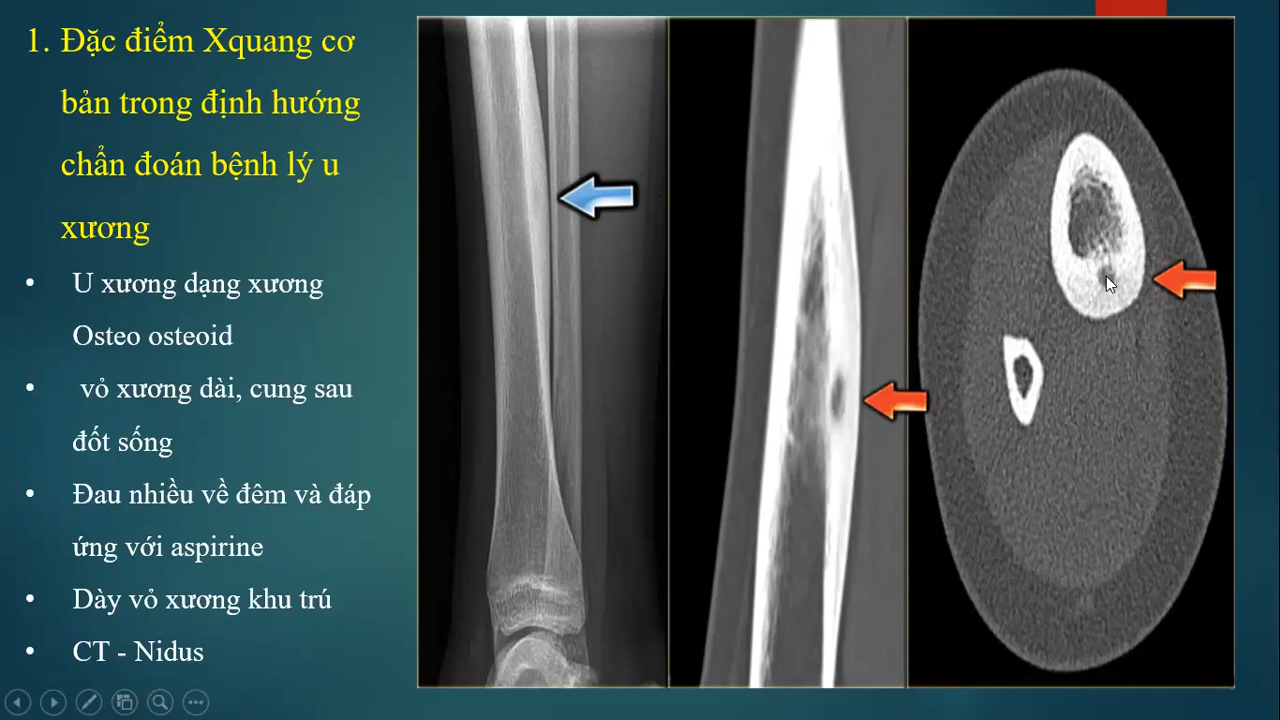 1. Đặc điểm Xquang cơ
bản trong định hướng
chẩn đoán bệnh lý u
xương
• U xương dạng xương
Osteo osteoid
• vỏ xương dài, cung sau
đốt sống
• Đau nhiều về đêm và đáp
ứng với aspirine
• Dày vỏ xương khu trú
• CT - Nidus